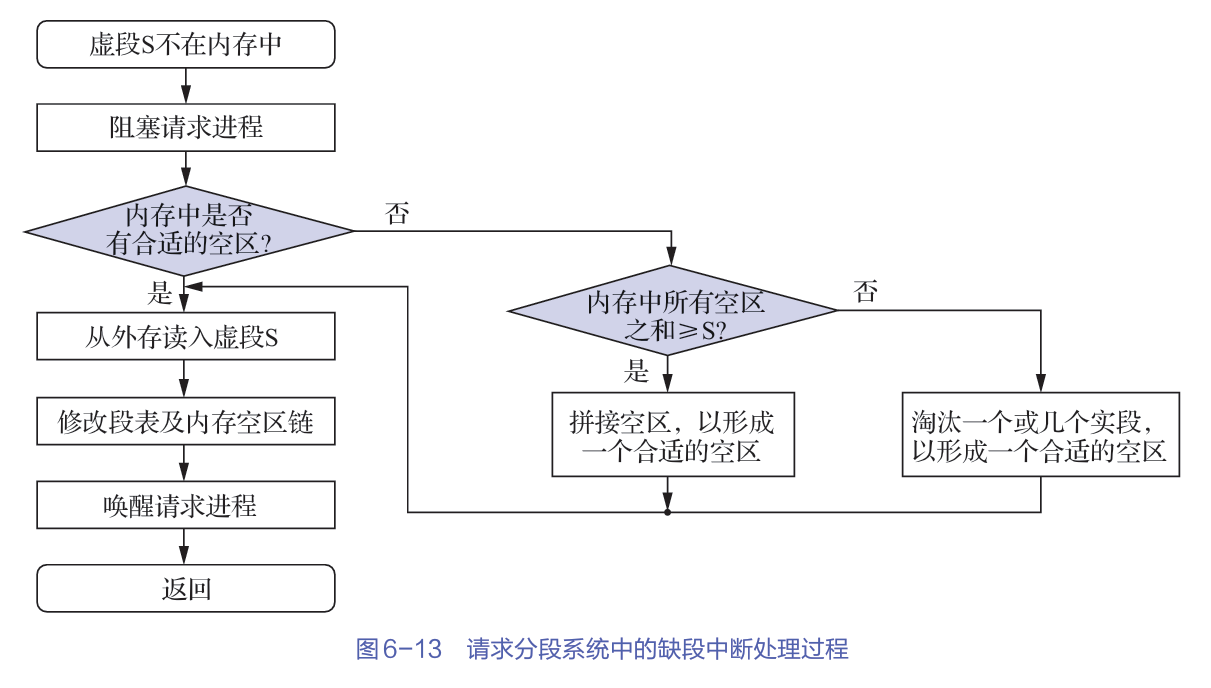 虚段S不在内存中
阻塞请求进程
内存中是否
有合适的空区?
否
是
从外存读入虚段S
修改段表及内存空区链
唤醒请求进程
返回
内存中所有空区
之和≥S?
否
是
拼接空区，以形成
一个合适的空区
淘汰一个或几个实段，
以形成一个合适的空区
图6-13 请求分段系统中的缺段中断处理过程